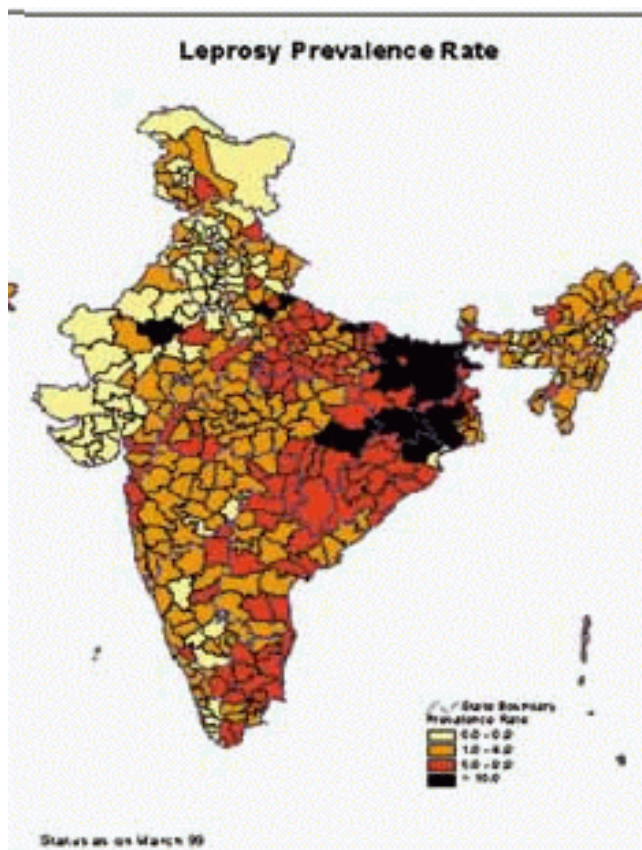 Leprosy Prevalence Rate
State Boundary
Prevalence Rate
0.0 - 0.9
1.0 - 4.9
5.0 - 9.9
> 10.0
Status as on March 99